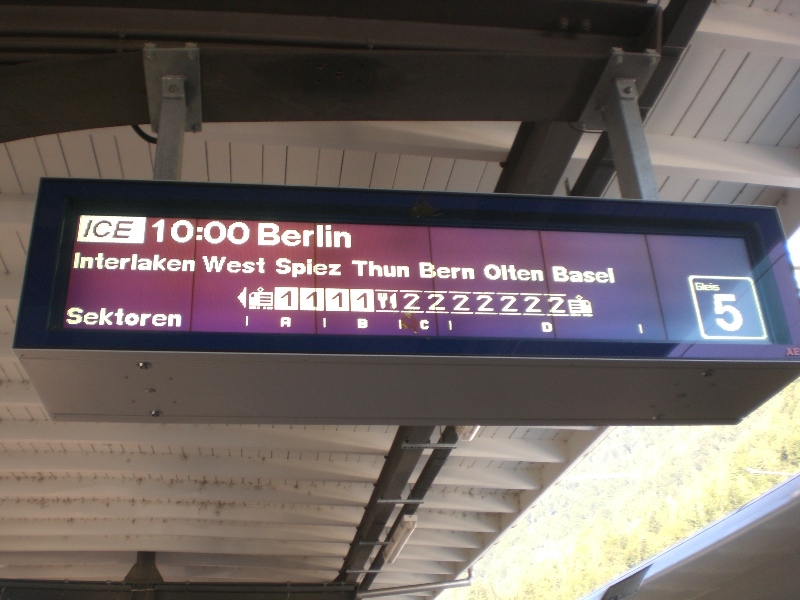 ICE 10:00 Berlin
Interlaken West Spiez Thun Bern Olten Basel
1 1 1 1 2 2 2 2 2 2 2
Sektoren A B C D
Gleis
5